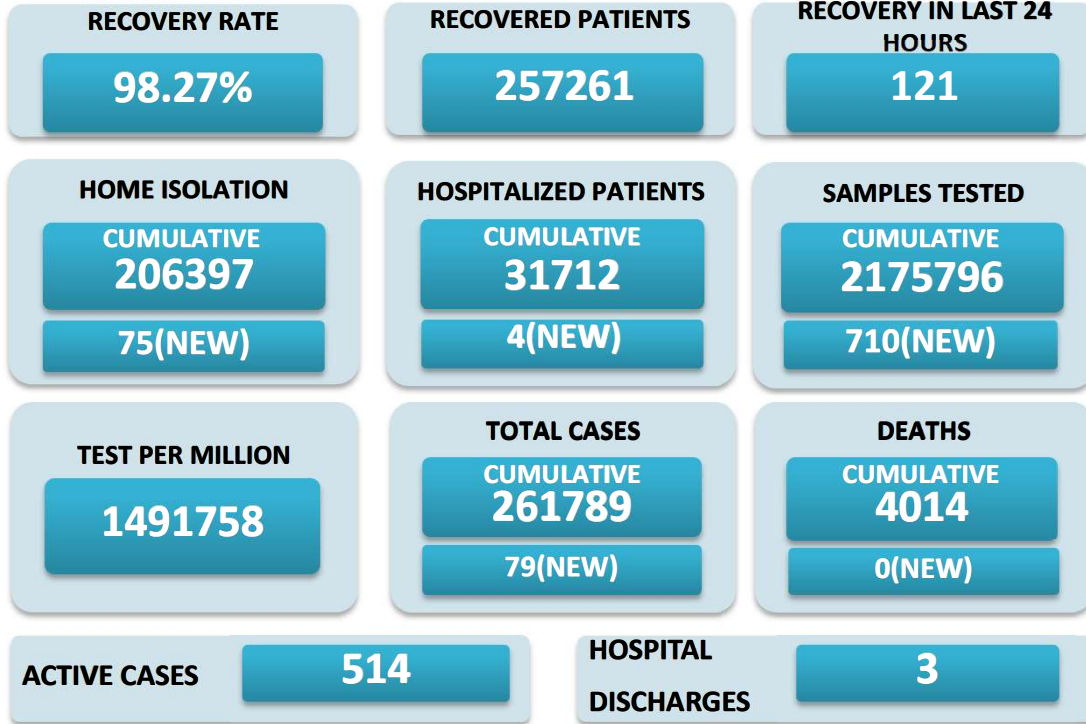 RECOVERY RATE
98.27%
RECOVERED PATIENTS
257261
RECOVERY IN LAST 24
HOURS
121
HOME ISOLATION
CUMULATIVE
206397
75(NEW)
HOSPITALIZED PATIENTS
CUMULATIVE
31712
4(NEW)
SAMPLES TESTED
CUMULATIVE
2175796
710(NEW)
TEST PER MILLION
1491758
TOTAL CASES
CUMULATIVE
261789
79(NEW)
DEATHS
CUMULATIVE
4014
0(NEW)
ACTIVE CASES
514
HOSPITAL
DISCHARGES
3